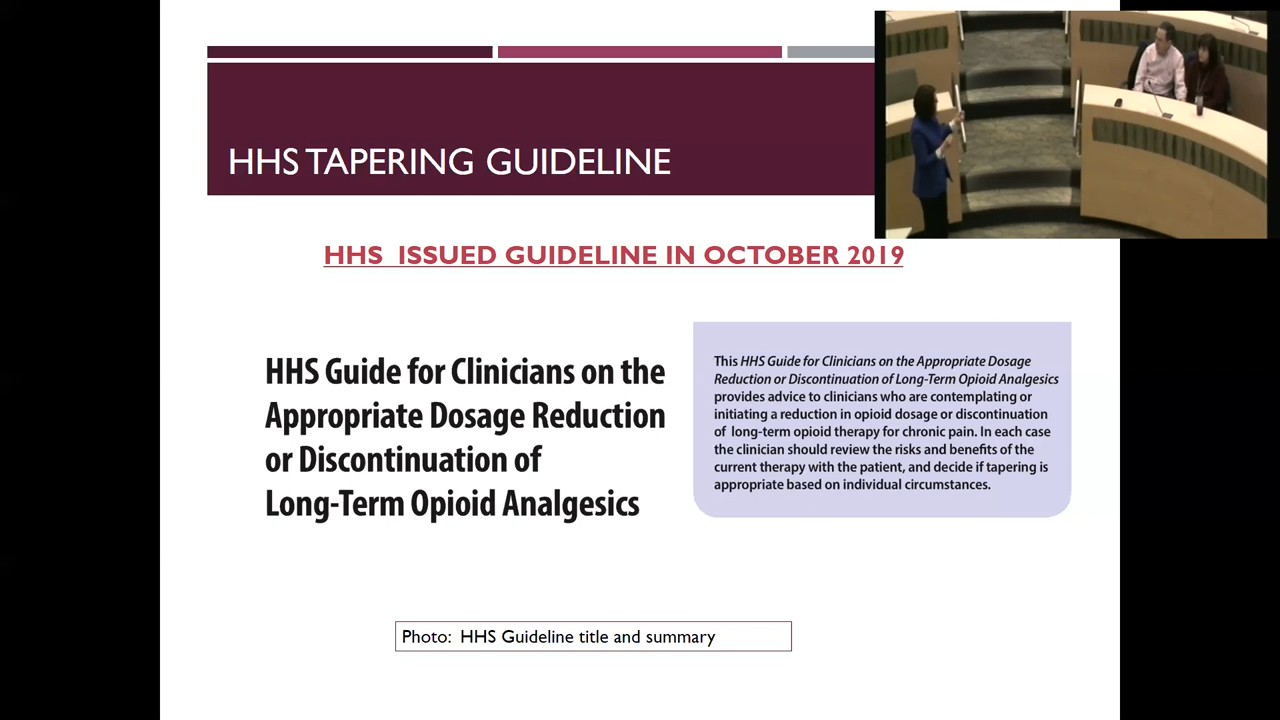 HHS TAPERING GUIDELINE
HHS ISSUED GUIDELINE IN OCTOBER 2019
HHS Guide for Clinicians on the
Appropriate Dosage Reduction
or Discontinuation of
Long-Term Opioid Analgesics
This HHS Guide for Clinicians on the Appropriate Dosage
Reduction or Discontinuation of Long-Term Opioid Analgesics
provides advice to clinicians who are contemplating or
initiating a reduction in opioid dosage or discontinuation
of long-term opioid therapy for chronic pain. In each case
the clinician should review the risks and benefits of the
current therapy with the patient, and decide if tapering is
appropriate based on individual circumstances.
Photo: HHS Guideline title and summary